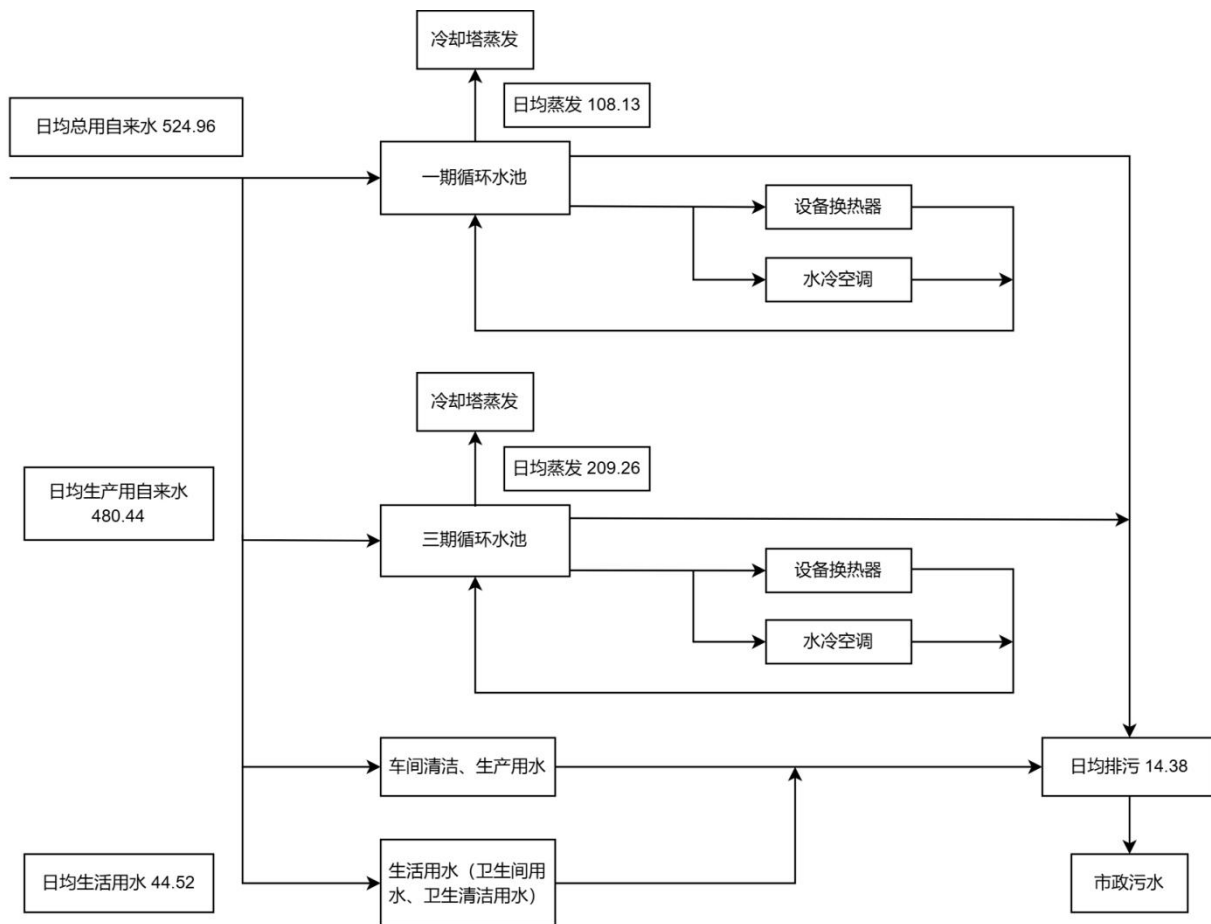 冷却塔蒸发
日均蒸发 108.13
日均总用自来水 524.96
一期循环水池
设备换热器
水冷空调
冷却塔蒸发
日均蒸发 209.26
日均生产用自来水
480.44
三期循环水池
设备换热器
水冷空调
车间清洁、生产用水
日均排污 14.38
日均生活用水 44.52
生活用水（卫生间用
水、卫生清洁用水）
市政污水